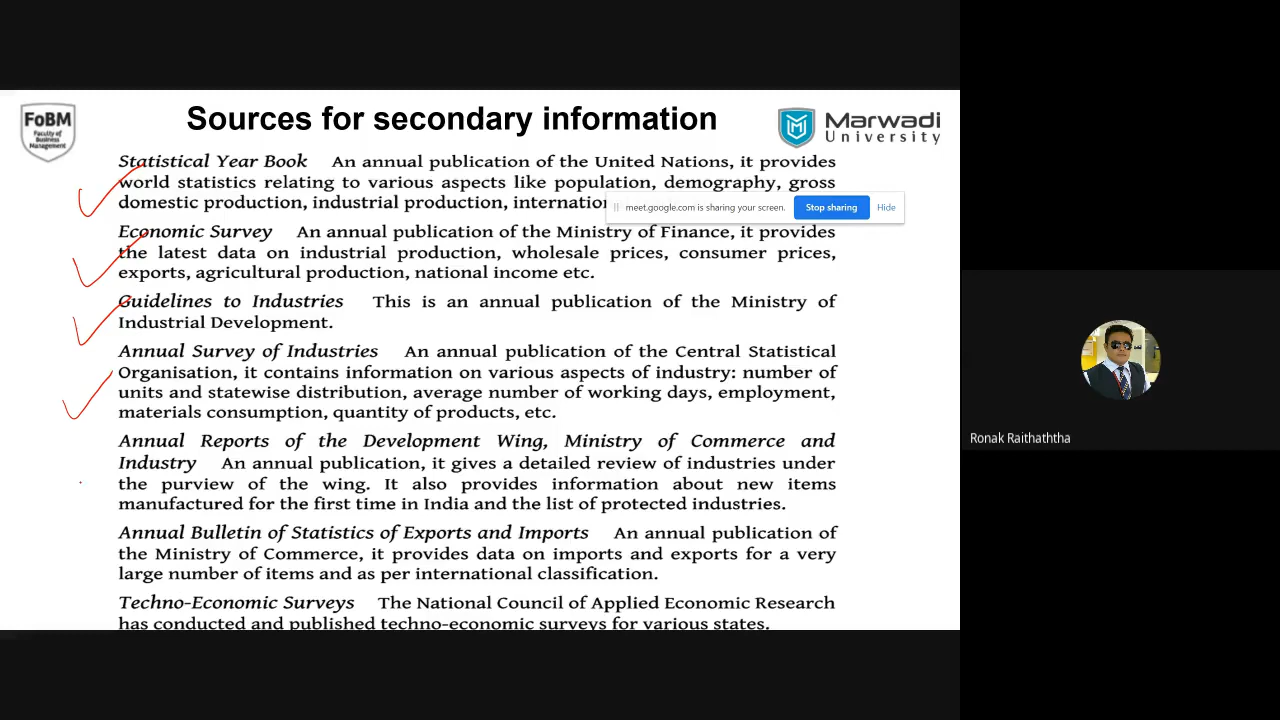 FoBM
Faculty of
Business
Management
Sources for secondary information
Marwadi
University
Statistical Year Book An annual publication of the United Nations, it provides
world statistics relating to various aspects like population, demography, gross
domestic production, industrial production,
meet.google.com is sharing your screen. Stop sharing Hide
Economic Survey An annual publication of the Ministry of Finance, it provides
the latest data on industrial production, wholesale prices, consumer prices,
exports, agricultural production, national income etc.
Guidelines to Industries This is an annual publication of the Ministry of
Industrial Development.
Annual Survey of Industries An annual publication of the Central Statistical
Organisation, it contains information on various aspects of industry: number of
units and statewise distribution, average number of working days, employment,
materials consumption, quantity of products, etc.
Annual Reports of the Development Wing, Ministry of Commerce and
Industry An annual publication, it gives a detailed review of industries under
the purview of the wing. It also provides information about new items
manufactured for the first time in India and the list of protected industries.
Annual Bulletin of Statistics of Exports and Imports An annual publication of
the Ministry of Commerce, it provides data on imports and exports for a very
large number of items and as per international classification.
Techno-Economic Surveys The National Council of Applied Economic Research
has conducted and published techno-economic surveys for various states.
Ronak Raithaththa